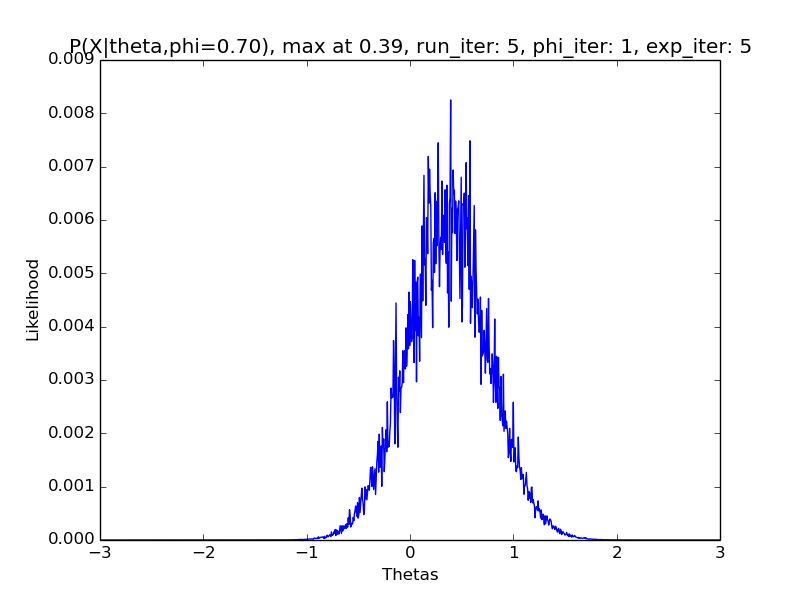 P(X|theta,phi=0.70), max at 0.39, run_iter: 5, phi_iter: 1, exp_iter: 5
0.009
0.008
0.007
0.006
0.005
0.004
0.003
0.002
0.001
0.000
Likelihood
−3 −2 −1 0 1 2 3
Thetas